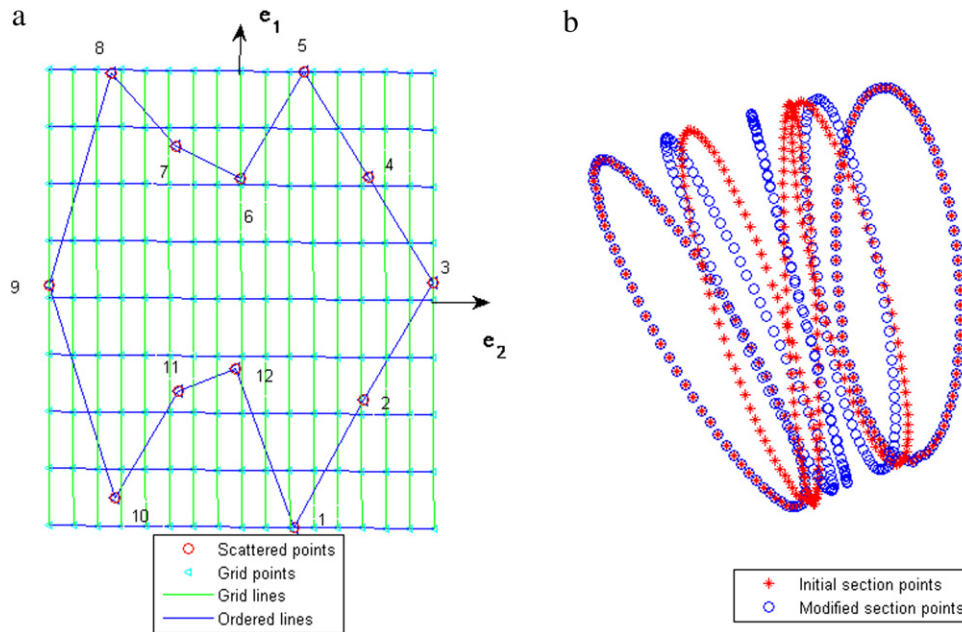 a
e1
b
8
5
7
4
6
3
9
e2
11
12
2
10
1
Scattered points
Grid points
Grid lines
Ordered lines
Initial section points
Modified section points